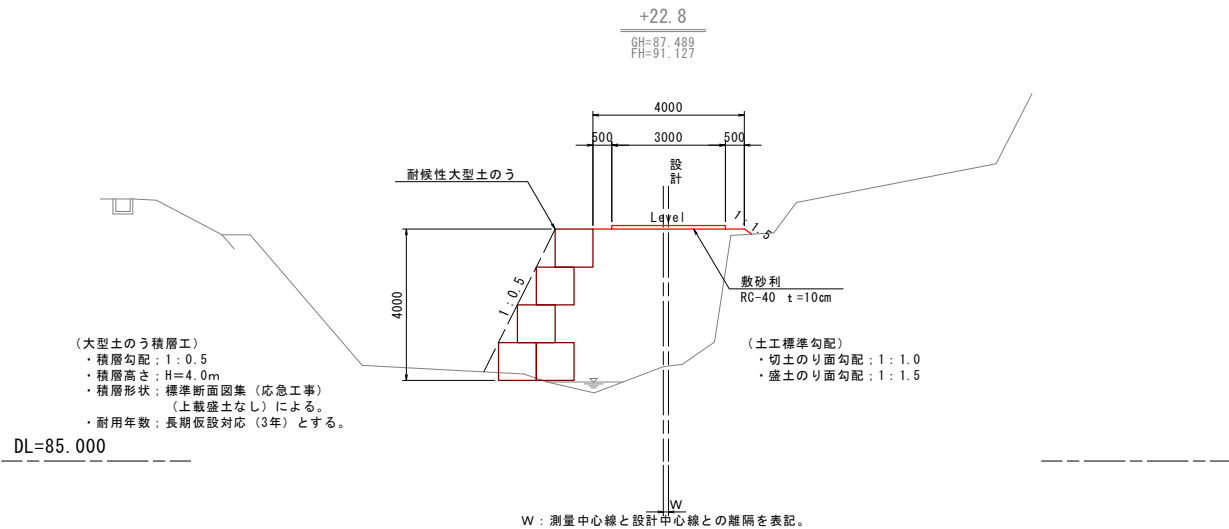 +22.8
GH=87.489
FH=91.127
4000
500
3000
500
設計
耐候性大型土のう
Level
1:1.5
1:0.5
4000
敷砂利
RC-40 t=10cm
(大型土のう積層工)
・積層勾配；1：0.5
・積層高さ；H=4.0m
・積層形状；標準断面図集（応急工事）
（上載盛土なし）による。
・耐用年数；長期仮設対応（3年）とする。
(土工標準勾配)
・切土のり面勾配；1：1.0
・盛土のり面勾配；1：1.5
DL=85.000
W
W：測量中心線と設計中心線との離隔を表記。